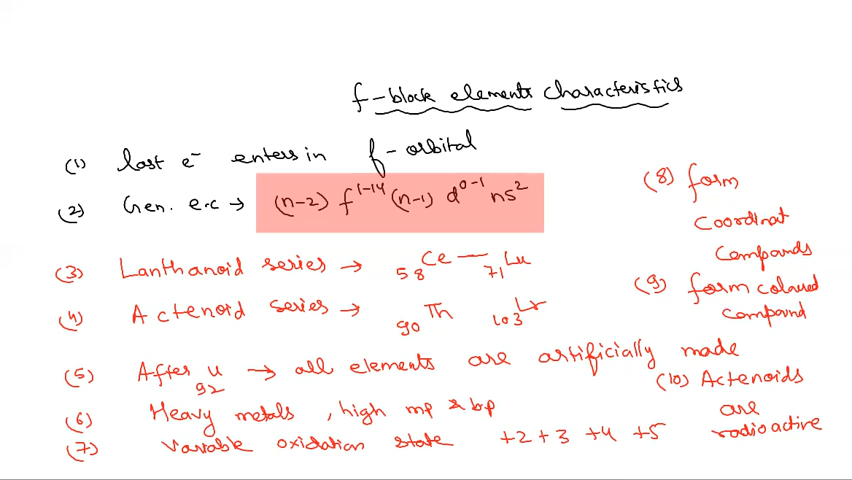 f-block elements characteristics
(1) last e⁻ enters in f-orbital
(2) Gen. e.c → (n-2) f¹⁻¹⁴ (n-1) d⁰⁻¹ ns²
(3) Lanthanoid series → ₅₈Ce — ₇₁Lu
(4) Actenoid series → ₉₀Th ₁₀₃Lr
(5) After U₉₂ → all elements are artificially made
(6) Heavy metals, high mp & bp
(7) Variable oxidation state +2 +3 +4 +5
(8) form
coordinat
compounds
(9) form coloured
compound
(10) Actenoids
are
radioactive